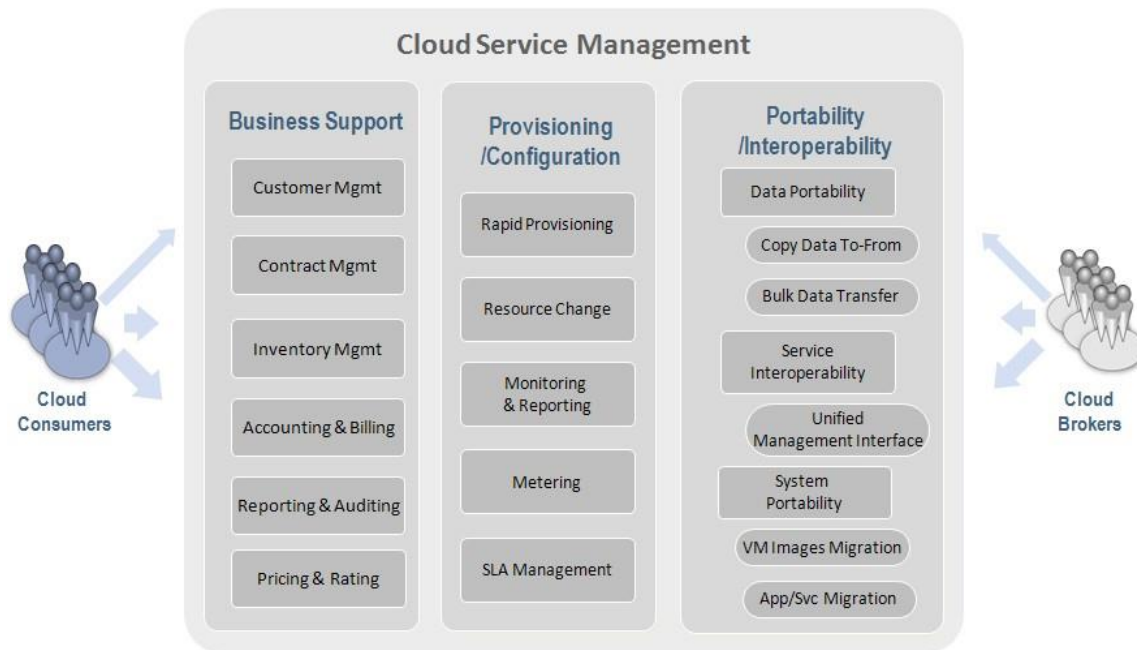 Cloud Service Management
Business Support
Customer Mgmt
Contract Mgmt
Inventory Mgmt
Accounting & Billing
Reporting & Auditing
Pricing & Rating
Provisioning
/Configuration
Rapid Provisioning
Resource Change
Monitoring
& Reporting
Metering
SLA Management
Portability
/Interoperability
Data Portability
Copy Data To-From
Bulk Data Transfer
Service
Interoperability
Unified
Management Interface
System
Portability
VM Images Migration
App/Svc Migration
Cloud
Consumers
Cloud
Brokers